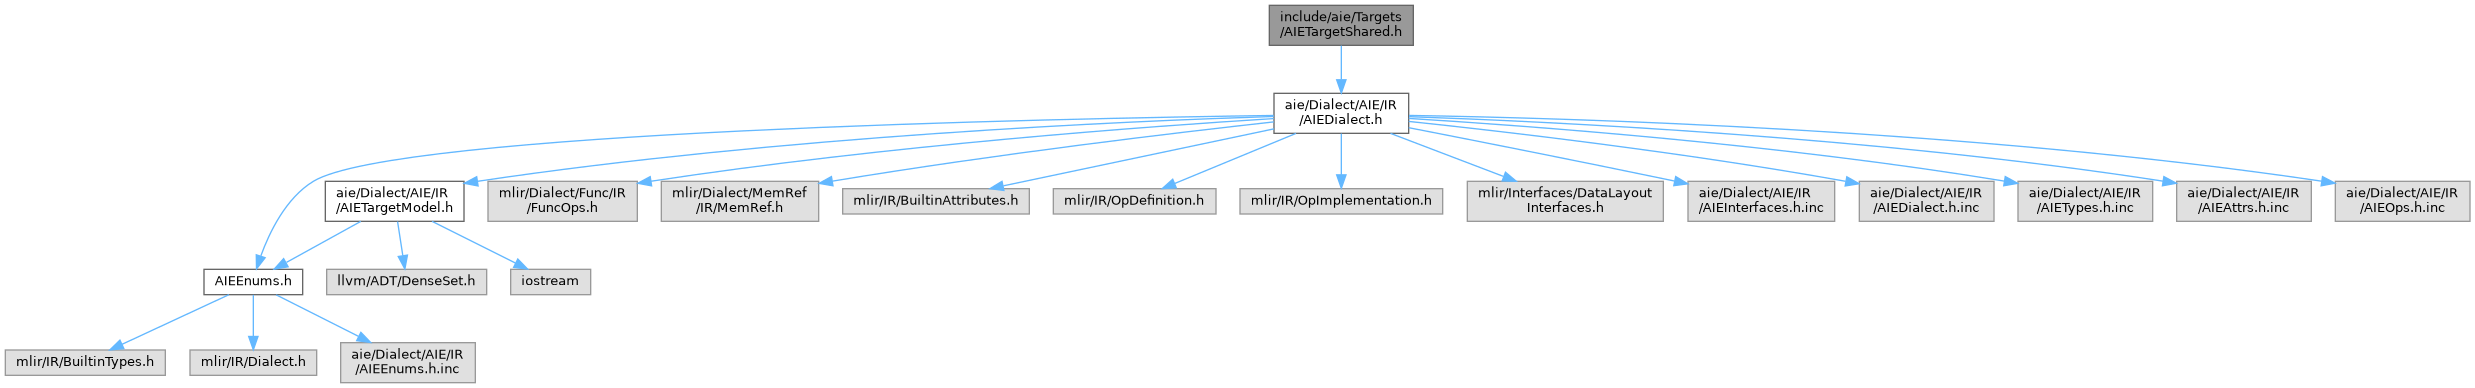 include/aie/Targets
/AIETargetShared.h
aie/Dialect/AIE/IR
/AIEDialect.h
aie/Dialect/AIE/IR
/AIETargetModel.h
mlir/Dialect/Func/IR
/FuncOps.h
mlir/Dialect/MemRef
/IR/MemRef.h
mlir/IR/BuiltinAttributes.h
mlir/IR/OpDefinition.h
mlir/IR/OpImplementation.h
mlir/Interfaces/DataLayout
Interfaces.h
aie/Dialect/AIE/IR
/AIEInterfaces.h.inc
aie/Dialect/AIE/IR
/AIEDialect.h.inc
aie/Dialect/AIE/IR
/AIETypes.h.inc
aie/Dialect/AIE/IR
/AIEAttrs.h.inc
aie/Dialect/AIE/IR
/AIEOps.h.inc
AIEEnums.h
llvm/ADT/DenseSet.h
iostream
mlir/IR/BuiltinTypes.h
mlir/IR/Dialect.h
aie/Dialect/AIE/IR
/AIEEnums.h.inc